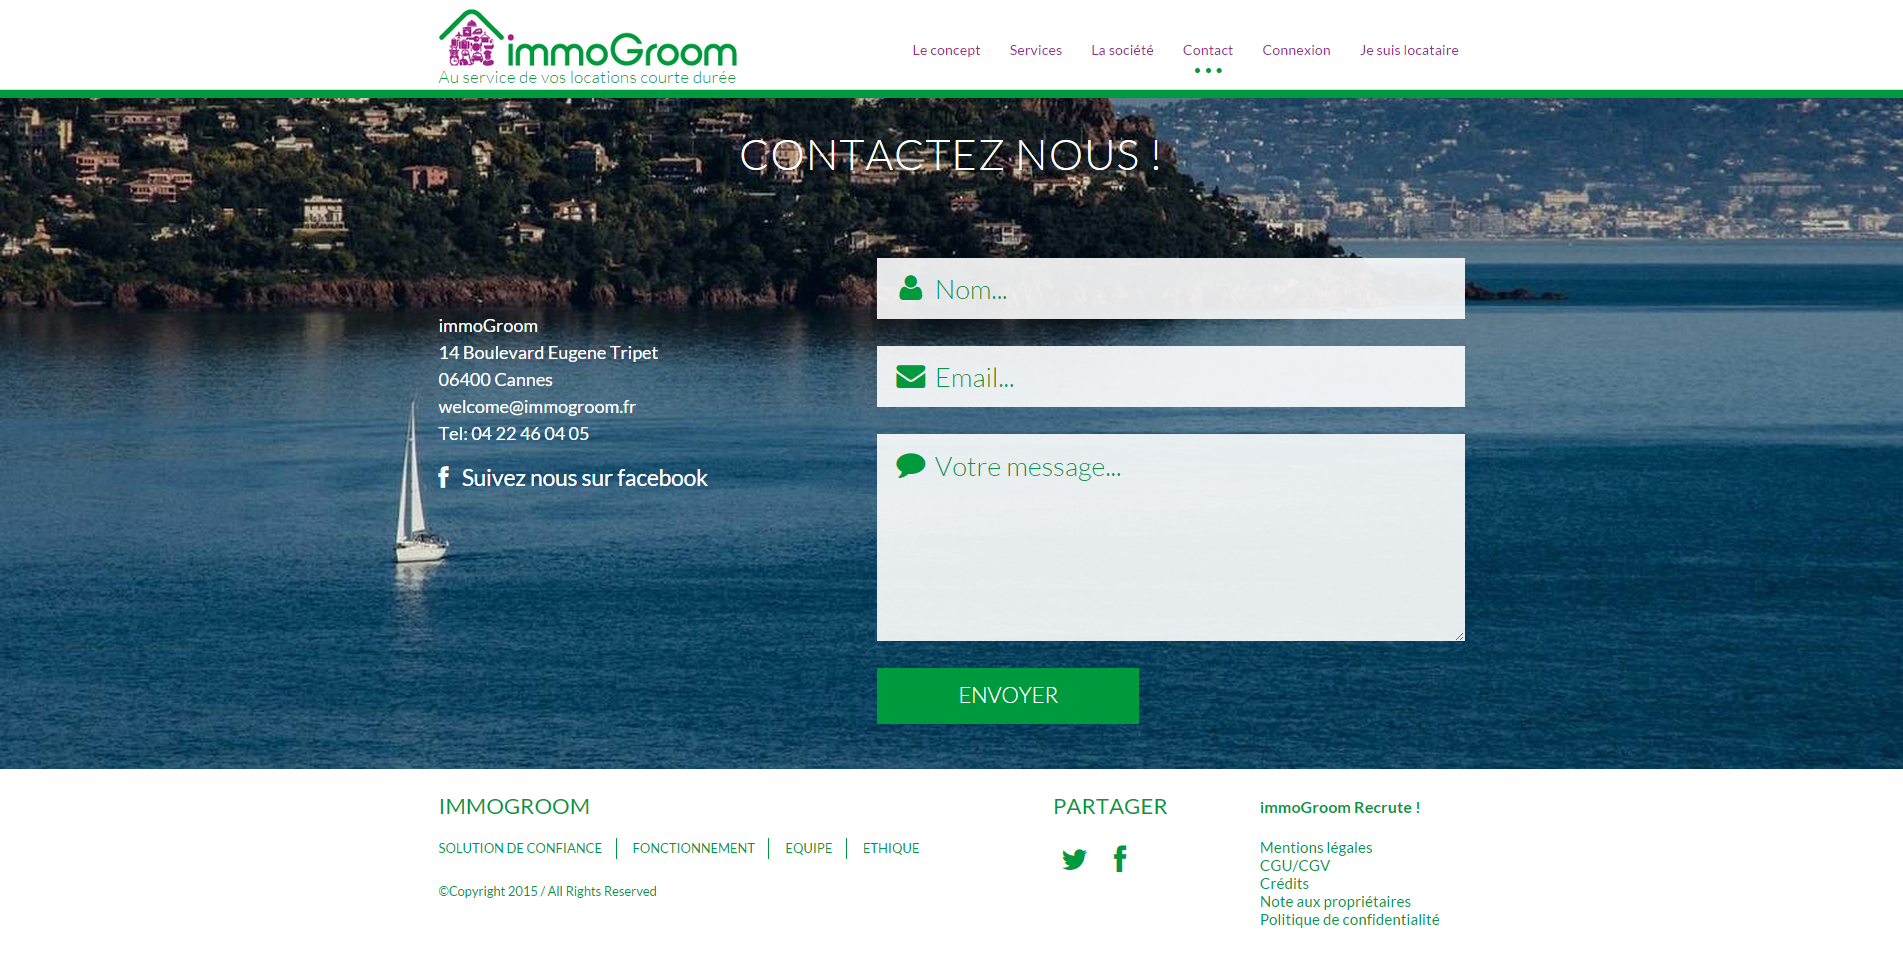 immoGroom
Au service de vos locations courte durée
Le concept
Services
La société
Contact
Connexion
Je suis locataire
CONTACTEZ NOUS !
immoGroom
14 Boulevard Eugene Tripet
06400 Cannes
welcome@immogroom.fr
Tel: 04 22 46 04 05
Suivez nous sur facebook
Nom...
Email...
Votre message...
ENVOYER
IMMOGROOM
SOLUTION DE CONFIANCE
FONCTIONNEMENT
EQUIPE
ETHIQUE
©Copyright 2015 / All Rights Reserved
PARTAGER
immoGroom Recrute !
Mentions légales
CGU/CGV
Crédits
Note aux propriétaires
Politique de confidentialité